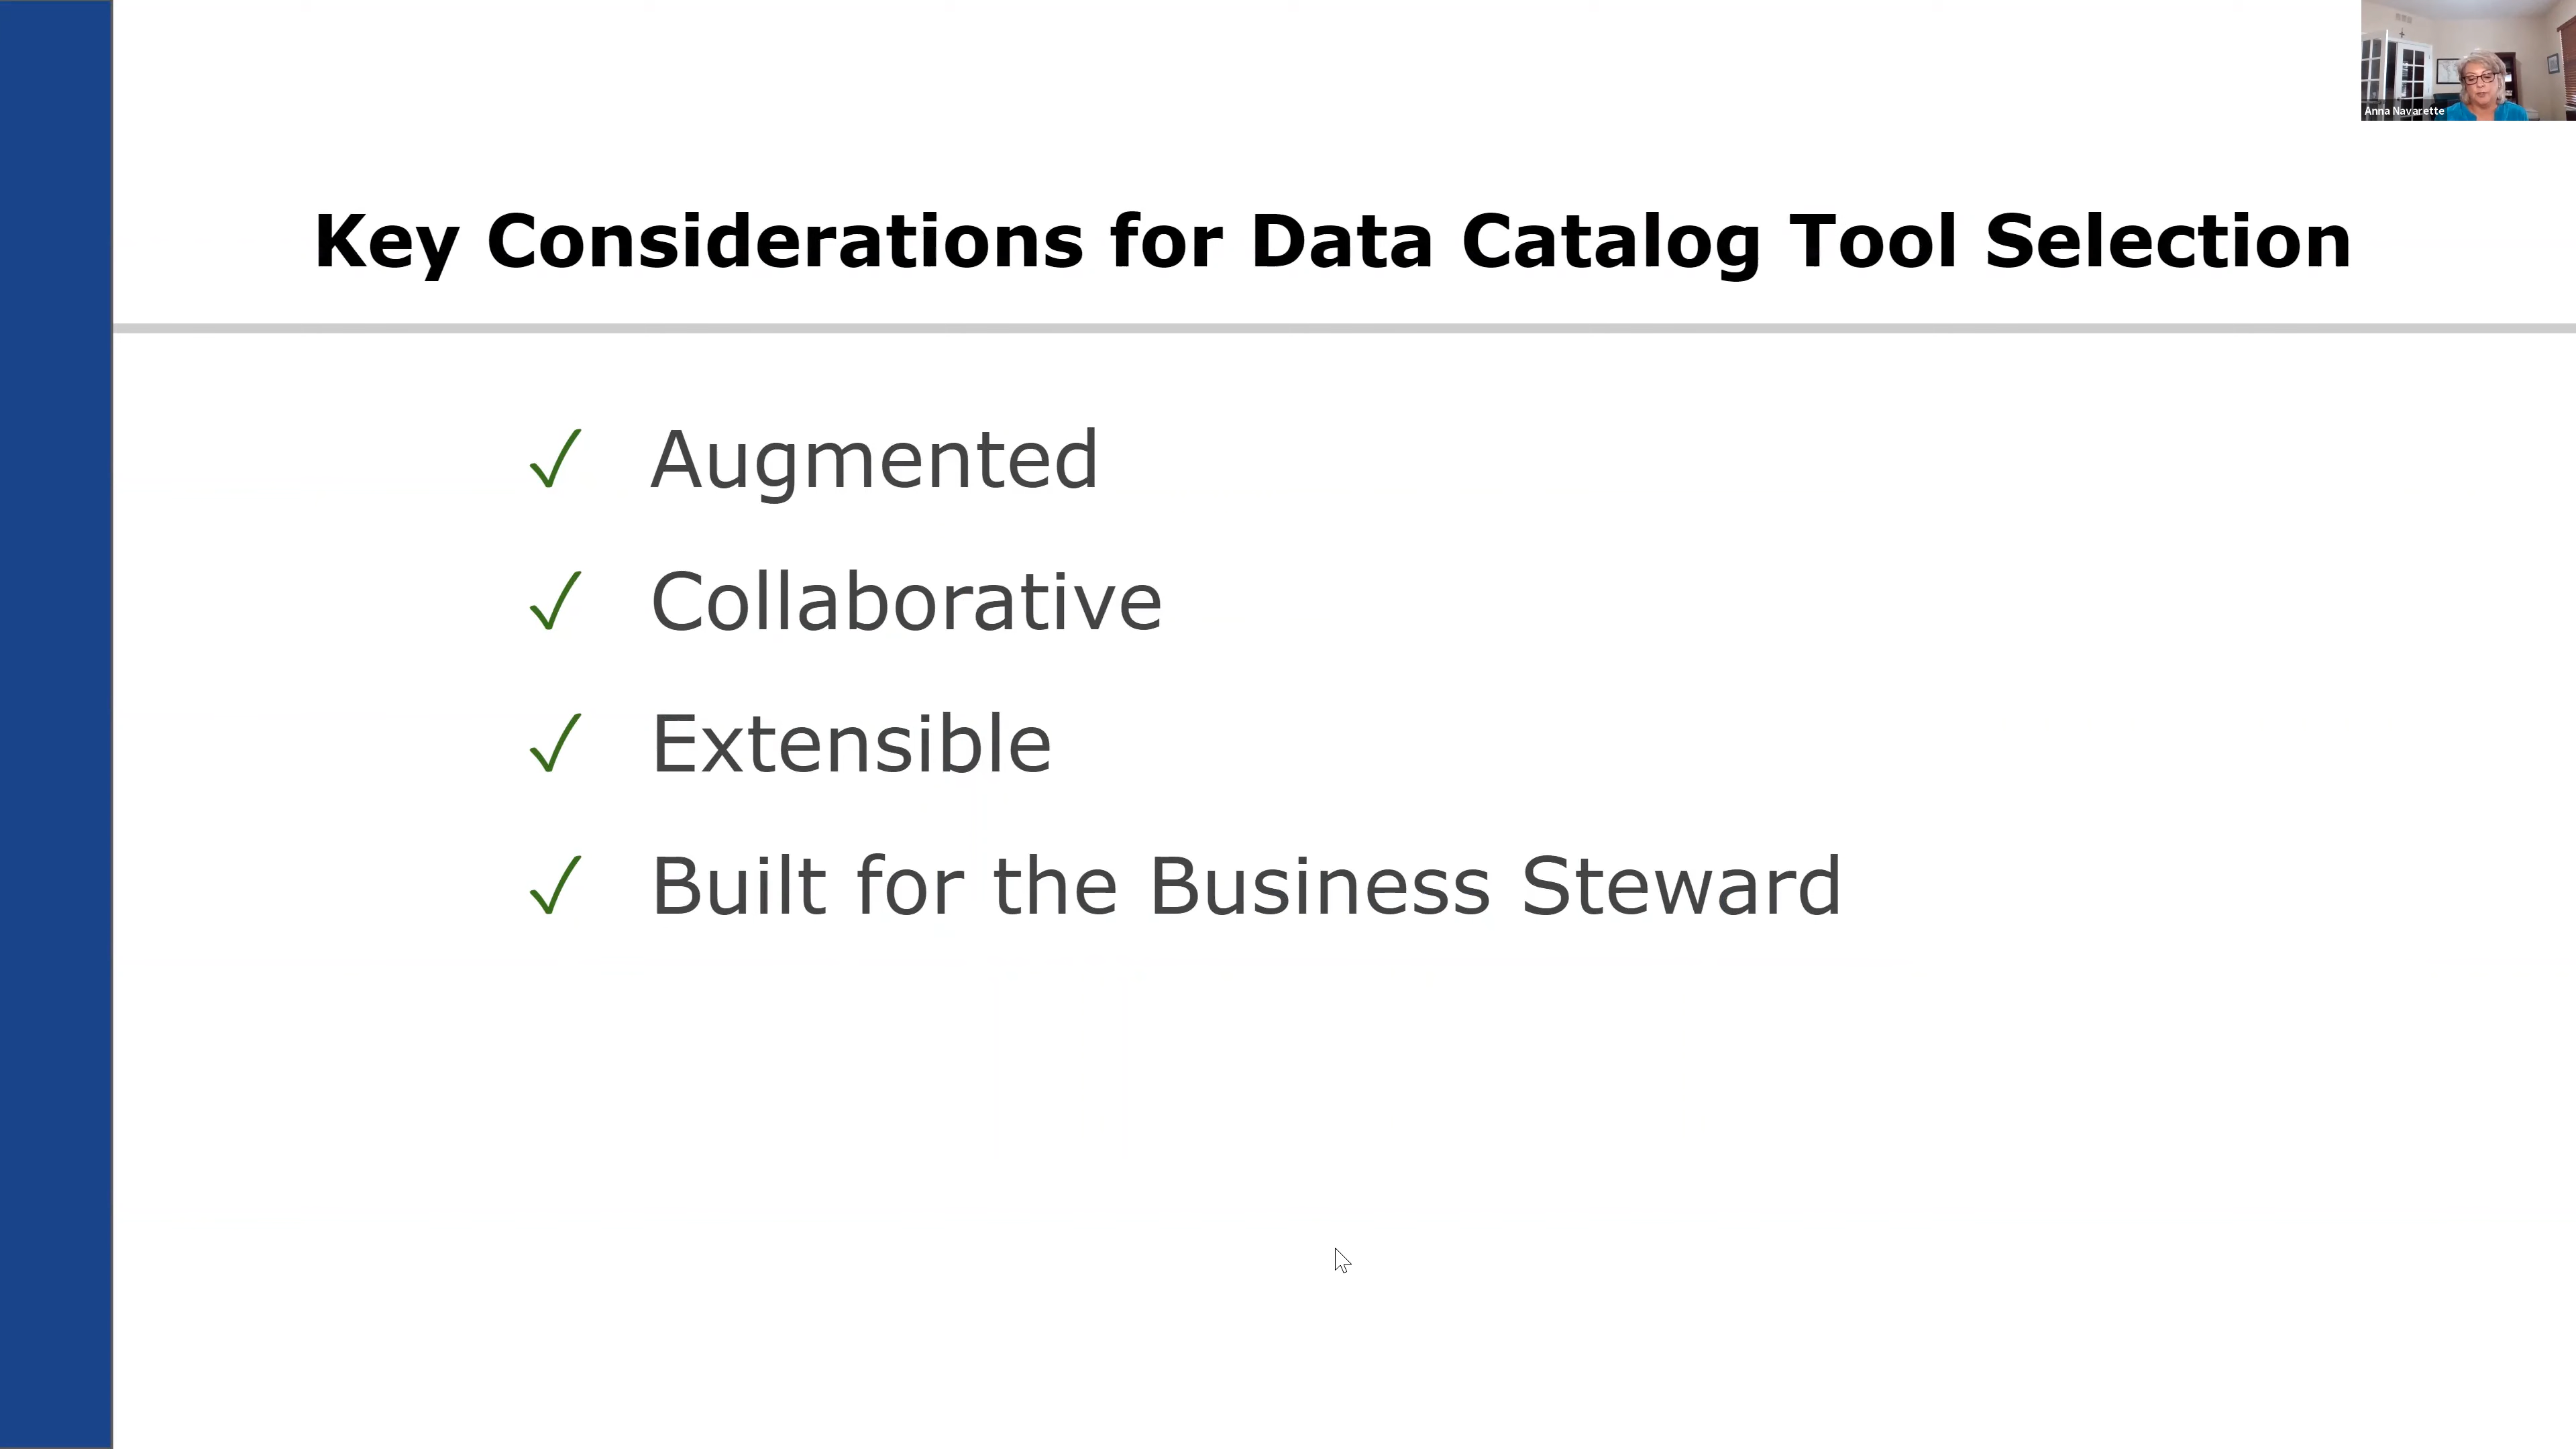 Anna Navarette
Key Considerations for Data Catalog Tool Selection
✓ Augmented
✓ Collaborative
✓ Extensible
✓ Built for the Business Steward